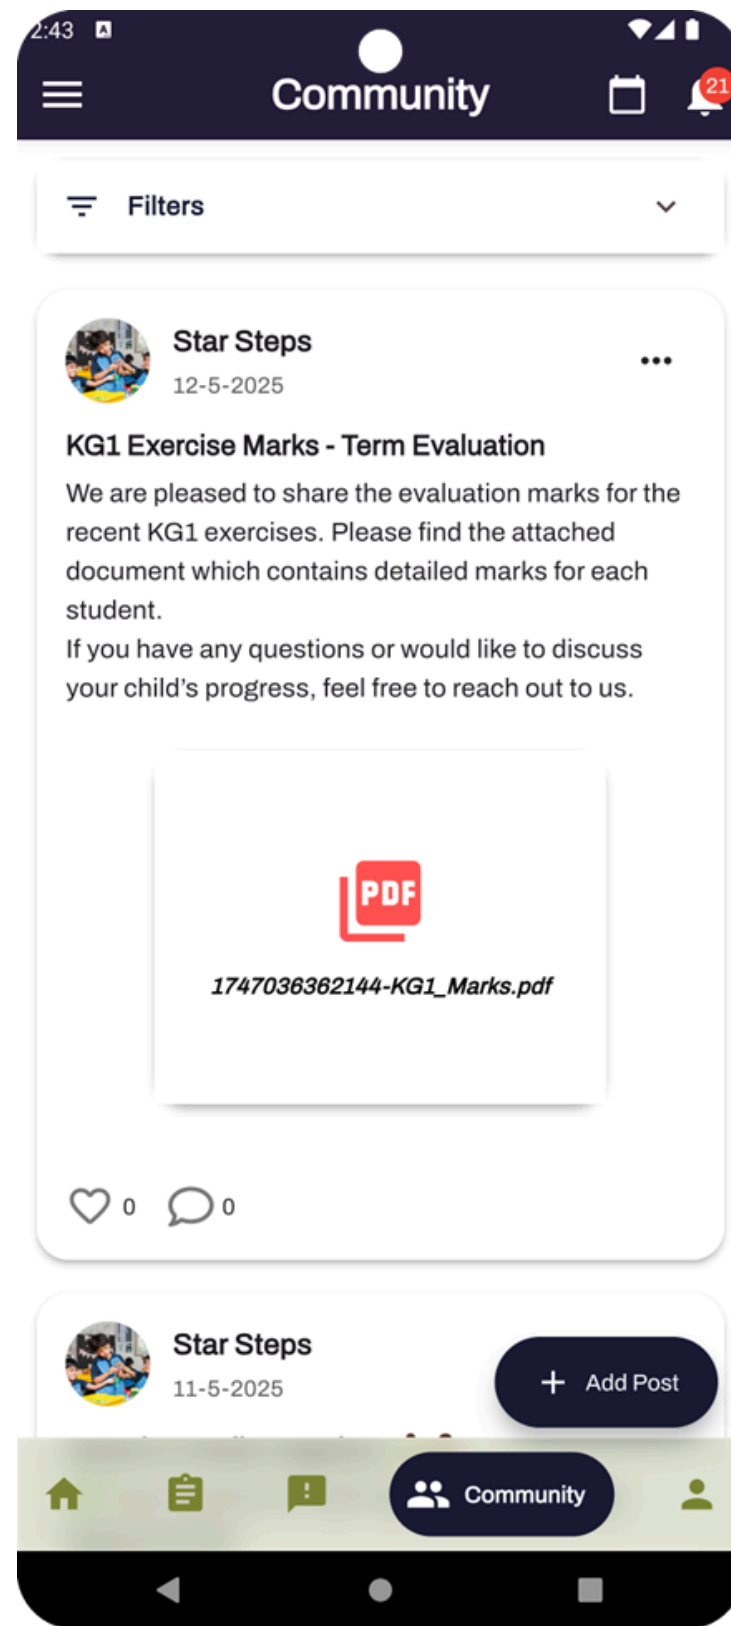 2:43
Community
21
Filters
Star Steps
12-5-2025
KG1 Exercise Marks - Term Evaluation
We are pleased to share the evaluation marks for the
recent KG1 exercises. Please find the attached
document which contains detailed marks for each
student.
If you have any questions or would like to discuss
your child’s progress, feel free to reach out to us.
PDF
1747036362144-KG1_Marks.pdf
0 0
Star Steps
11-5-2025
+ Add Post
Community